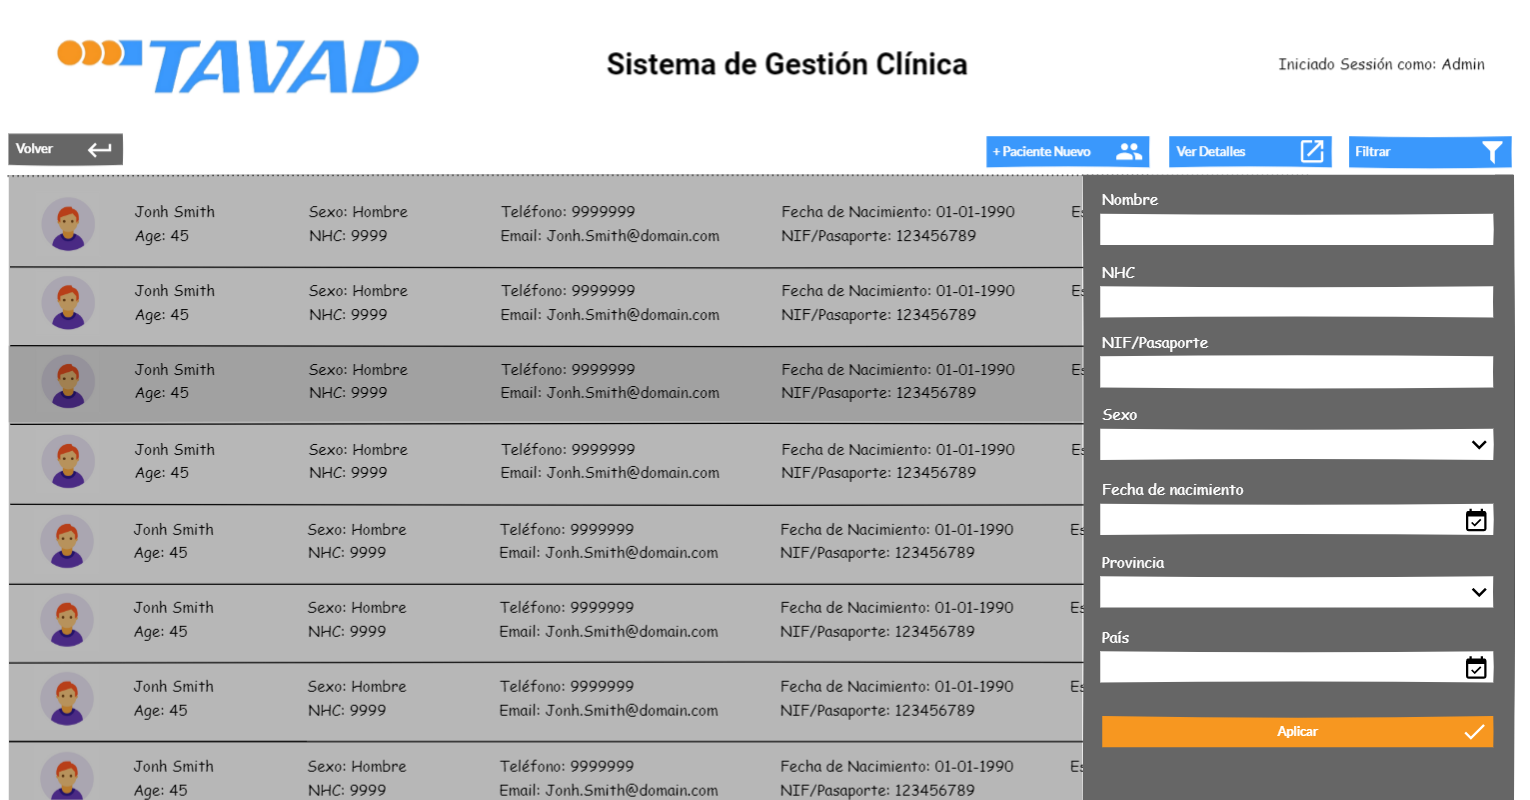 TAVAD
Sistema de Gestión Clínica
Iniciado Sessión como: Admin
Volver
+ Paciente Nuevo
Ver Detalles
Filtrar
Jonh Smith Sexo: Hombre Teléfono: 9999999 Fecha de Nacimiento: 01-01-1990
Age: 45 NHC: 9999 Email: Jonh.Smith@domain.com NIF/Pasaporte: 123456789
Jonh Smith Sexo: Hombre Teléfono: 9999999 Fecha de Nacimiento: 01-01-1990
Age: 45 NHC: 9999 Email: Jonh.Smith@domain.com NIF/Pasaporte: 123456789
Jonh Smith Sexo: Hombre Teléfono: 9999999 Fecha de Nacimiento: 01-01-1990
Age: 45 NHC: 9999 Email: Jonh.Smith@domain.com NIF/Pasaporte: 123456789
Jonh Smith Sexo: Hombre Teléfono: 9999999 Fecha de Nacimiento: 01-01-1990
Age: 45 NHC: 9999 Email: Jonh.Smith@domain.com NIF/Pasaporte: 123456789
Jonh Smith Sexo: Hombre Teléfono: 9999999 Fecha de Nacimiento: 01-01-1990
Age: 45 NHC: 9999 Email: Jonh.Smith@domain.com NIF/Pasaporte: 123456789
Jonh Smith Sexo: Hombre Teléfono: 9999999 Fecha de Nacimiento: 01-01-1990
Age: 45 NHC: 9999 Email: Jonh.Smith@domain.com NIF/Pasaporte: 123456789
Jonh Smith Sexo: Hombre Teléfono: 9999999 Fecha de Nacimiento: 01-01-1990
Age: 45 NHC: 9999 Email: Jonh.Smith@domain.com NIF/Pasaporte: 123456789
Jonh Smith Sexo: Hombre Teléfono: 9999999 Fecha de Nacimiento: 01-01-1990
Age: 45 NHC: 9999 Email: Jonh.Smith@domain.com NIF/Pasaporte: 123456789
Nombre
NHC
NIF/Pasaporte
Sexo
Fecha de nacimiento
Provincia
País
Aplicar